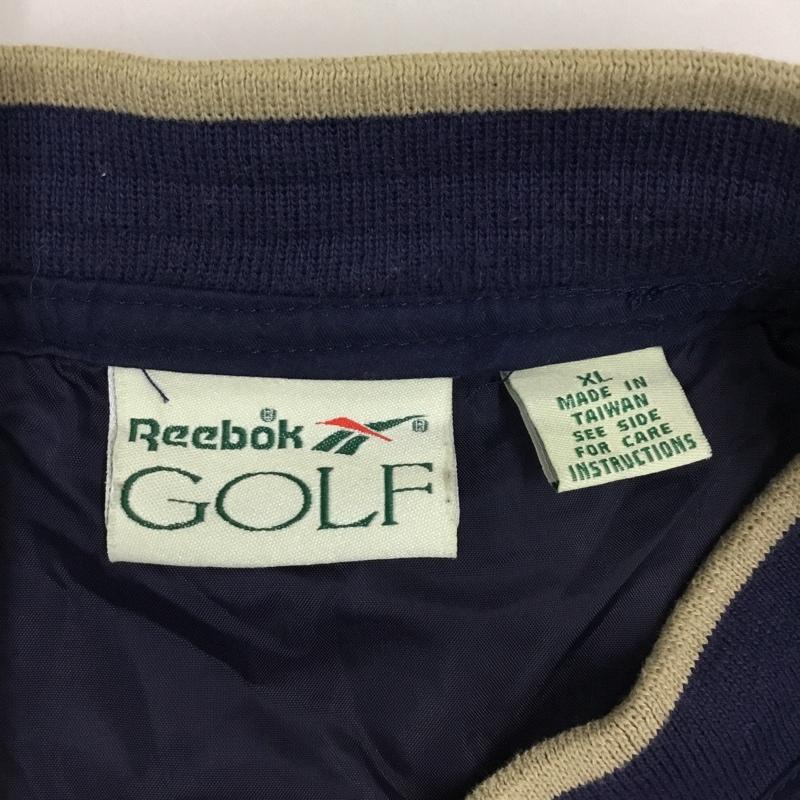 Reebok
GOLF
XL
MADE IN
TAIWAN
SEE SIDE
FOR CARE
INSTRUCTIONS